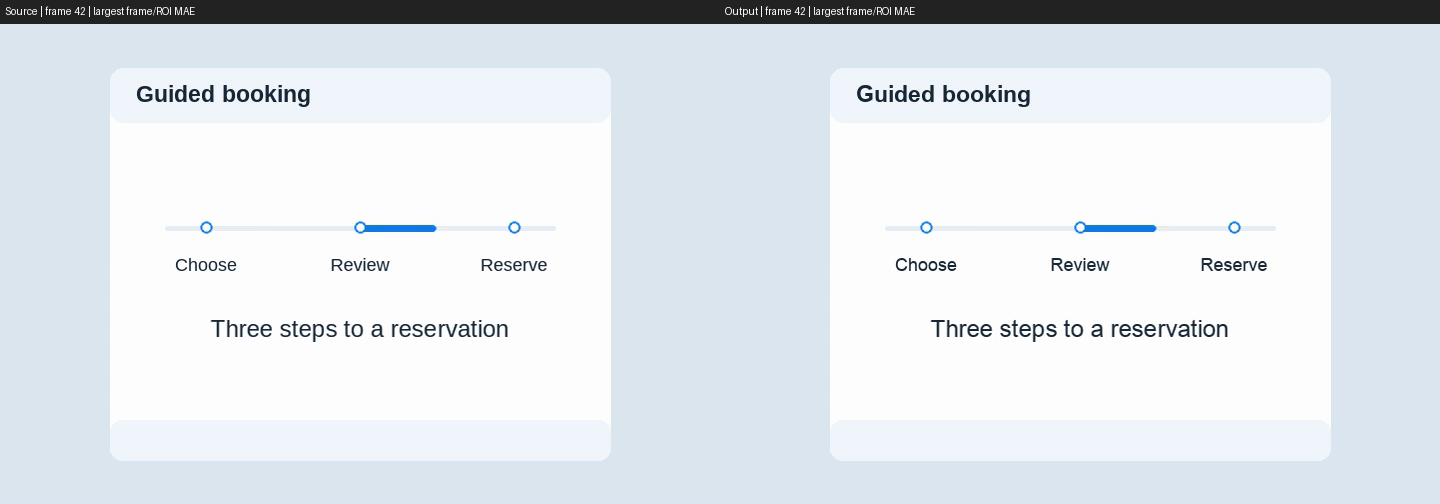 Source | frame 42 | largest frame/ROI MAE
Output | frame 42 | largest frame/ROI MAE
Guided booking
Choose
Review
Reserve
Three steps to a reservation
Guided booking
Choose
Review
Reserve
Three steps to a reservation